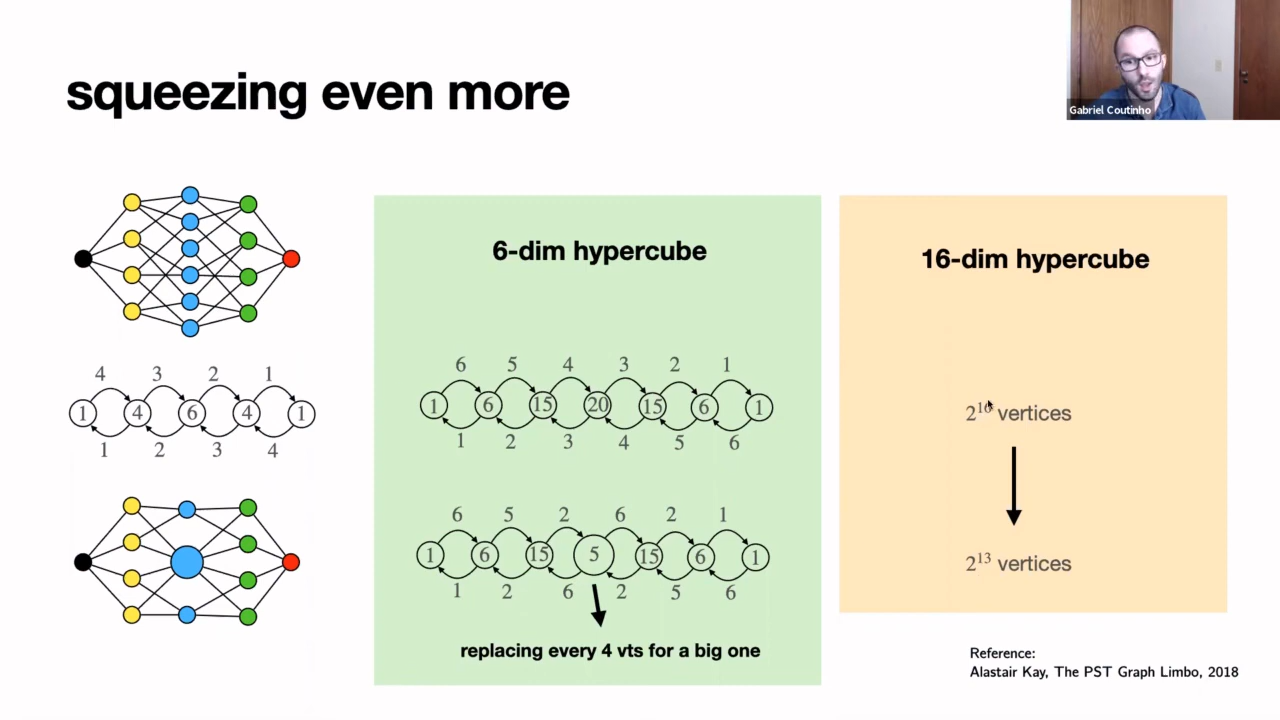 squeezing even more
Gabriel Coutinho
4 3 2 1
1 4 6 4 1
1 2 3 4
6-dim hypercube
6 5 4 3 2 1
1 6 15 20 15 6 1
1 2 3 4 5 6
6 5 2 6 2 1
1 6 15 5 15 6 1
1 2 6 2 5 6
replacing every 4 vts for a big one
16-dim hypercube
2¹⁶ vertices
2¹³ vertices
Reference:
Alastair Kay, The PST Graph Limbo, 2018